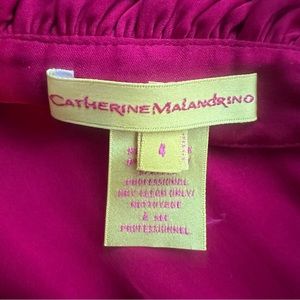 CATHERINE MALANDRINO
4
PROFESSIONAL
DRY CLEAN ONLY/
NETTOYAGE
À SEC
PROFESSIONNEL